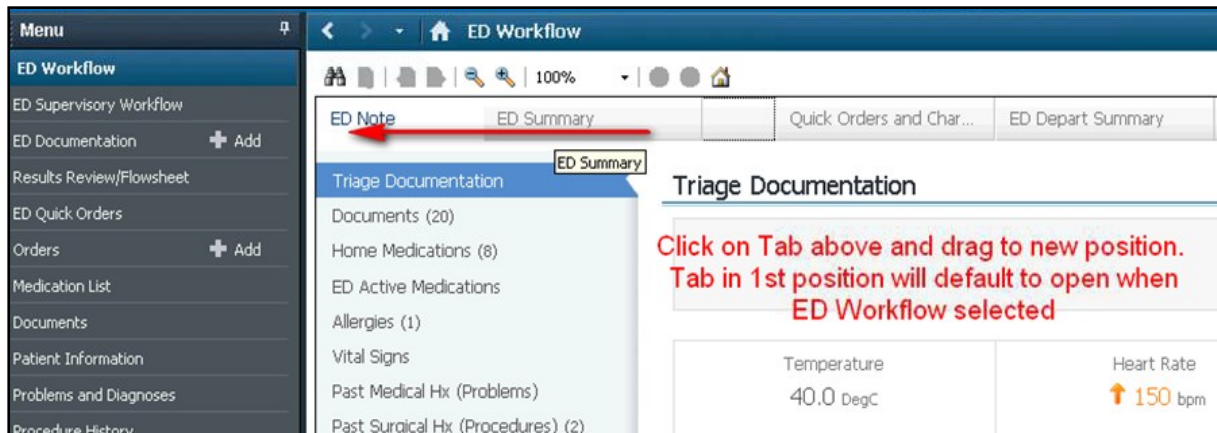 Menu
ED Workflow
ED Supervisory Workflow
ED Documentation Add
Results Review/Flowsheet
ED Quick Orders
Orders Add
Medication List
Documents
Patient Information
Problems and Diagnoses
Procedure History
ED Workflow
100%
ED Note ED Summary Quick Orders and Char... ED Depart Summary
ED Summary
Triage Documentation
Documents (20)
Home Medications (8)
ED Active Medications
Allergies (1)
Vital Signs
Past Medical Hx (Problems)
Past Surgical Hx (Procedures) (2)
Triage Documentation
Click on Tab above and drag to new position.
Tab in 1st position will default to open when
ED Workflow selected
Temperature Heart Rate
40.0 DegC 150 bpm